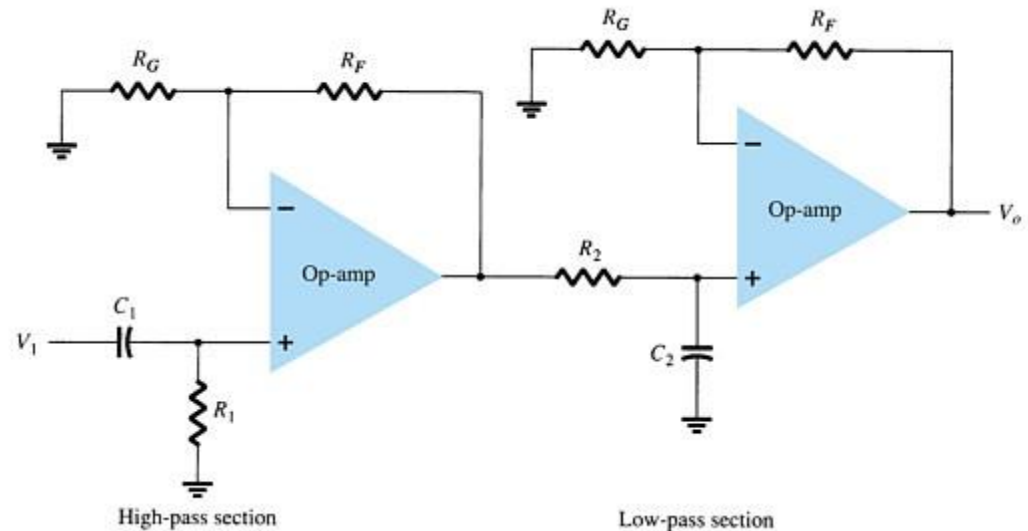 R_G
R_F
R_G
R_F
−
Op-amp
+
−
Op-amp
+
V_o
R_2
C_1
V_1
R_1
C_2
High-pass section
Low-pass section